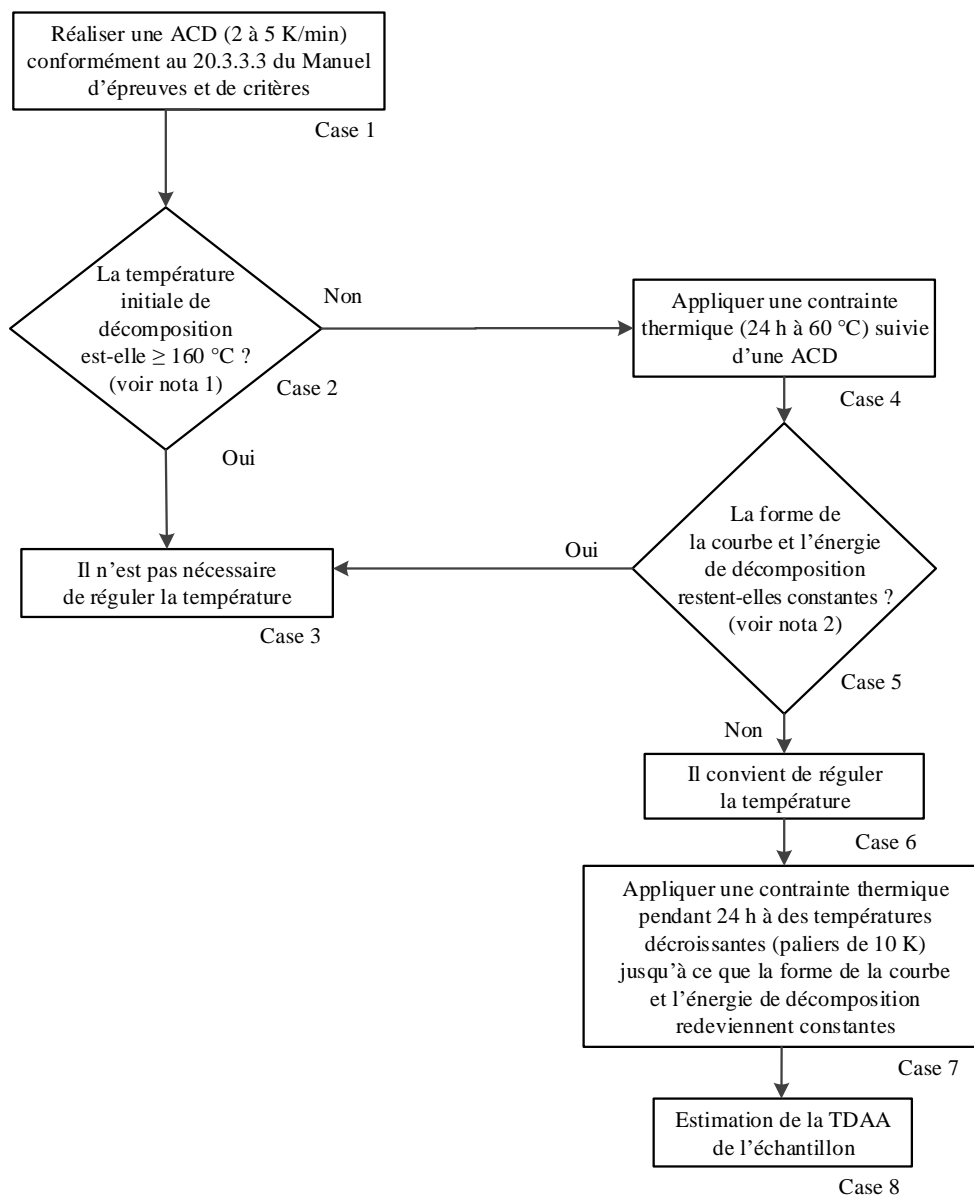 Réaliser une ACD (2 à 5 K/min)
conformément au 20.3.3.3 du Manuel
d’épreuves et de critères
Case 1
La température
initiale de
décomposition
est-elle ≥ 160 °C ?
(voir nota 1)
Case 2
Non
Oui
Il n’est pas nécessaire
de réguler la température
Case 3
Appliquer une contrainte
thermique (24 h à 60 °C) suivie
d’une ACD
Case 4
La forme de
la courbe et l’énergie
de décomposition
restent-elles constantes ?
(voir nota 2)
Case 5
Oui
Non
Il convient de réguler
la température
Case 6
Appliquer une contrainte thermique
pendant 24 h à des températures
décroissantes (paliers de 10 K)
jusqu’à ce que la forme de la courbe
et l’énergie de décomposition
redeviennent constantes
Case 7
Estimation de la TDAA
de l’échantillon
Case 8